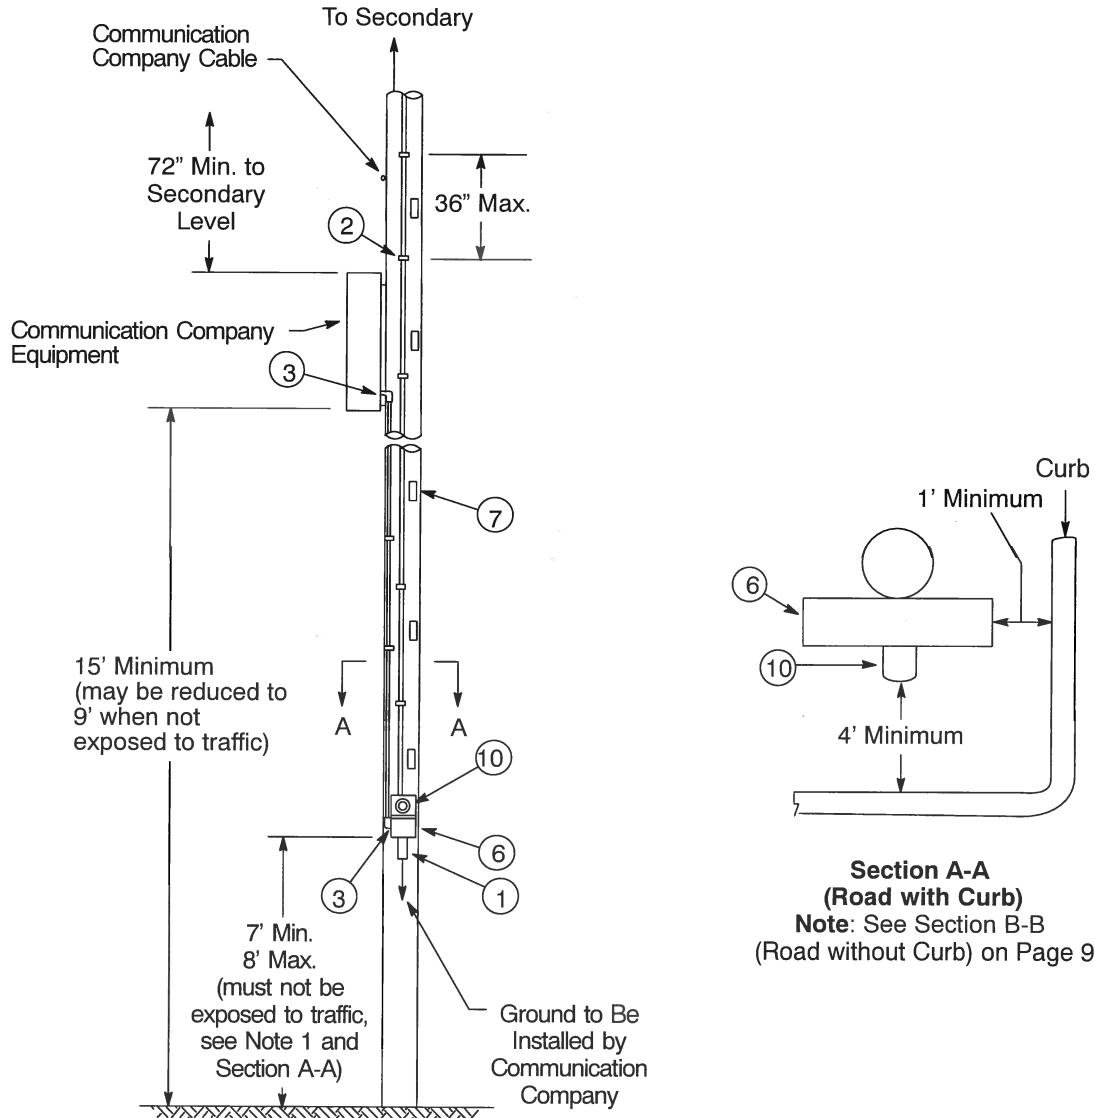 To Secondary
Communication
Company Cable
72” Min. to
Secondary
Level
36” Max.
2
Communication Company
Equipment
3
7
15’ Minimum
(may be reduced to
9’ when not
exposed to traffic)
A
A
10
6
3
1
7’ Min.
8’ Max.
(must not be
exposed to traffic,
see Note 1 and
Section A-A)
Ground to Be
Installed by
Communication
Company
Curb
1’ Minimum
6
10
4’ Minimum
Section A-A
(Road with Curb)
Note: See Section B-B
(Road without Curb) on Page 9